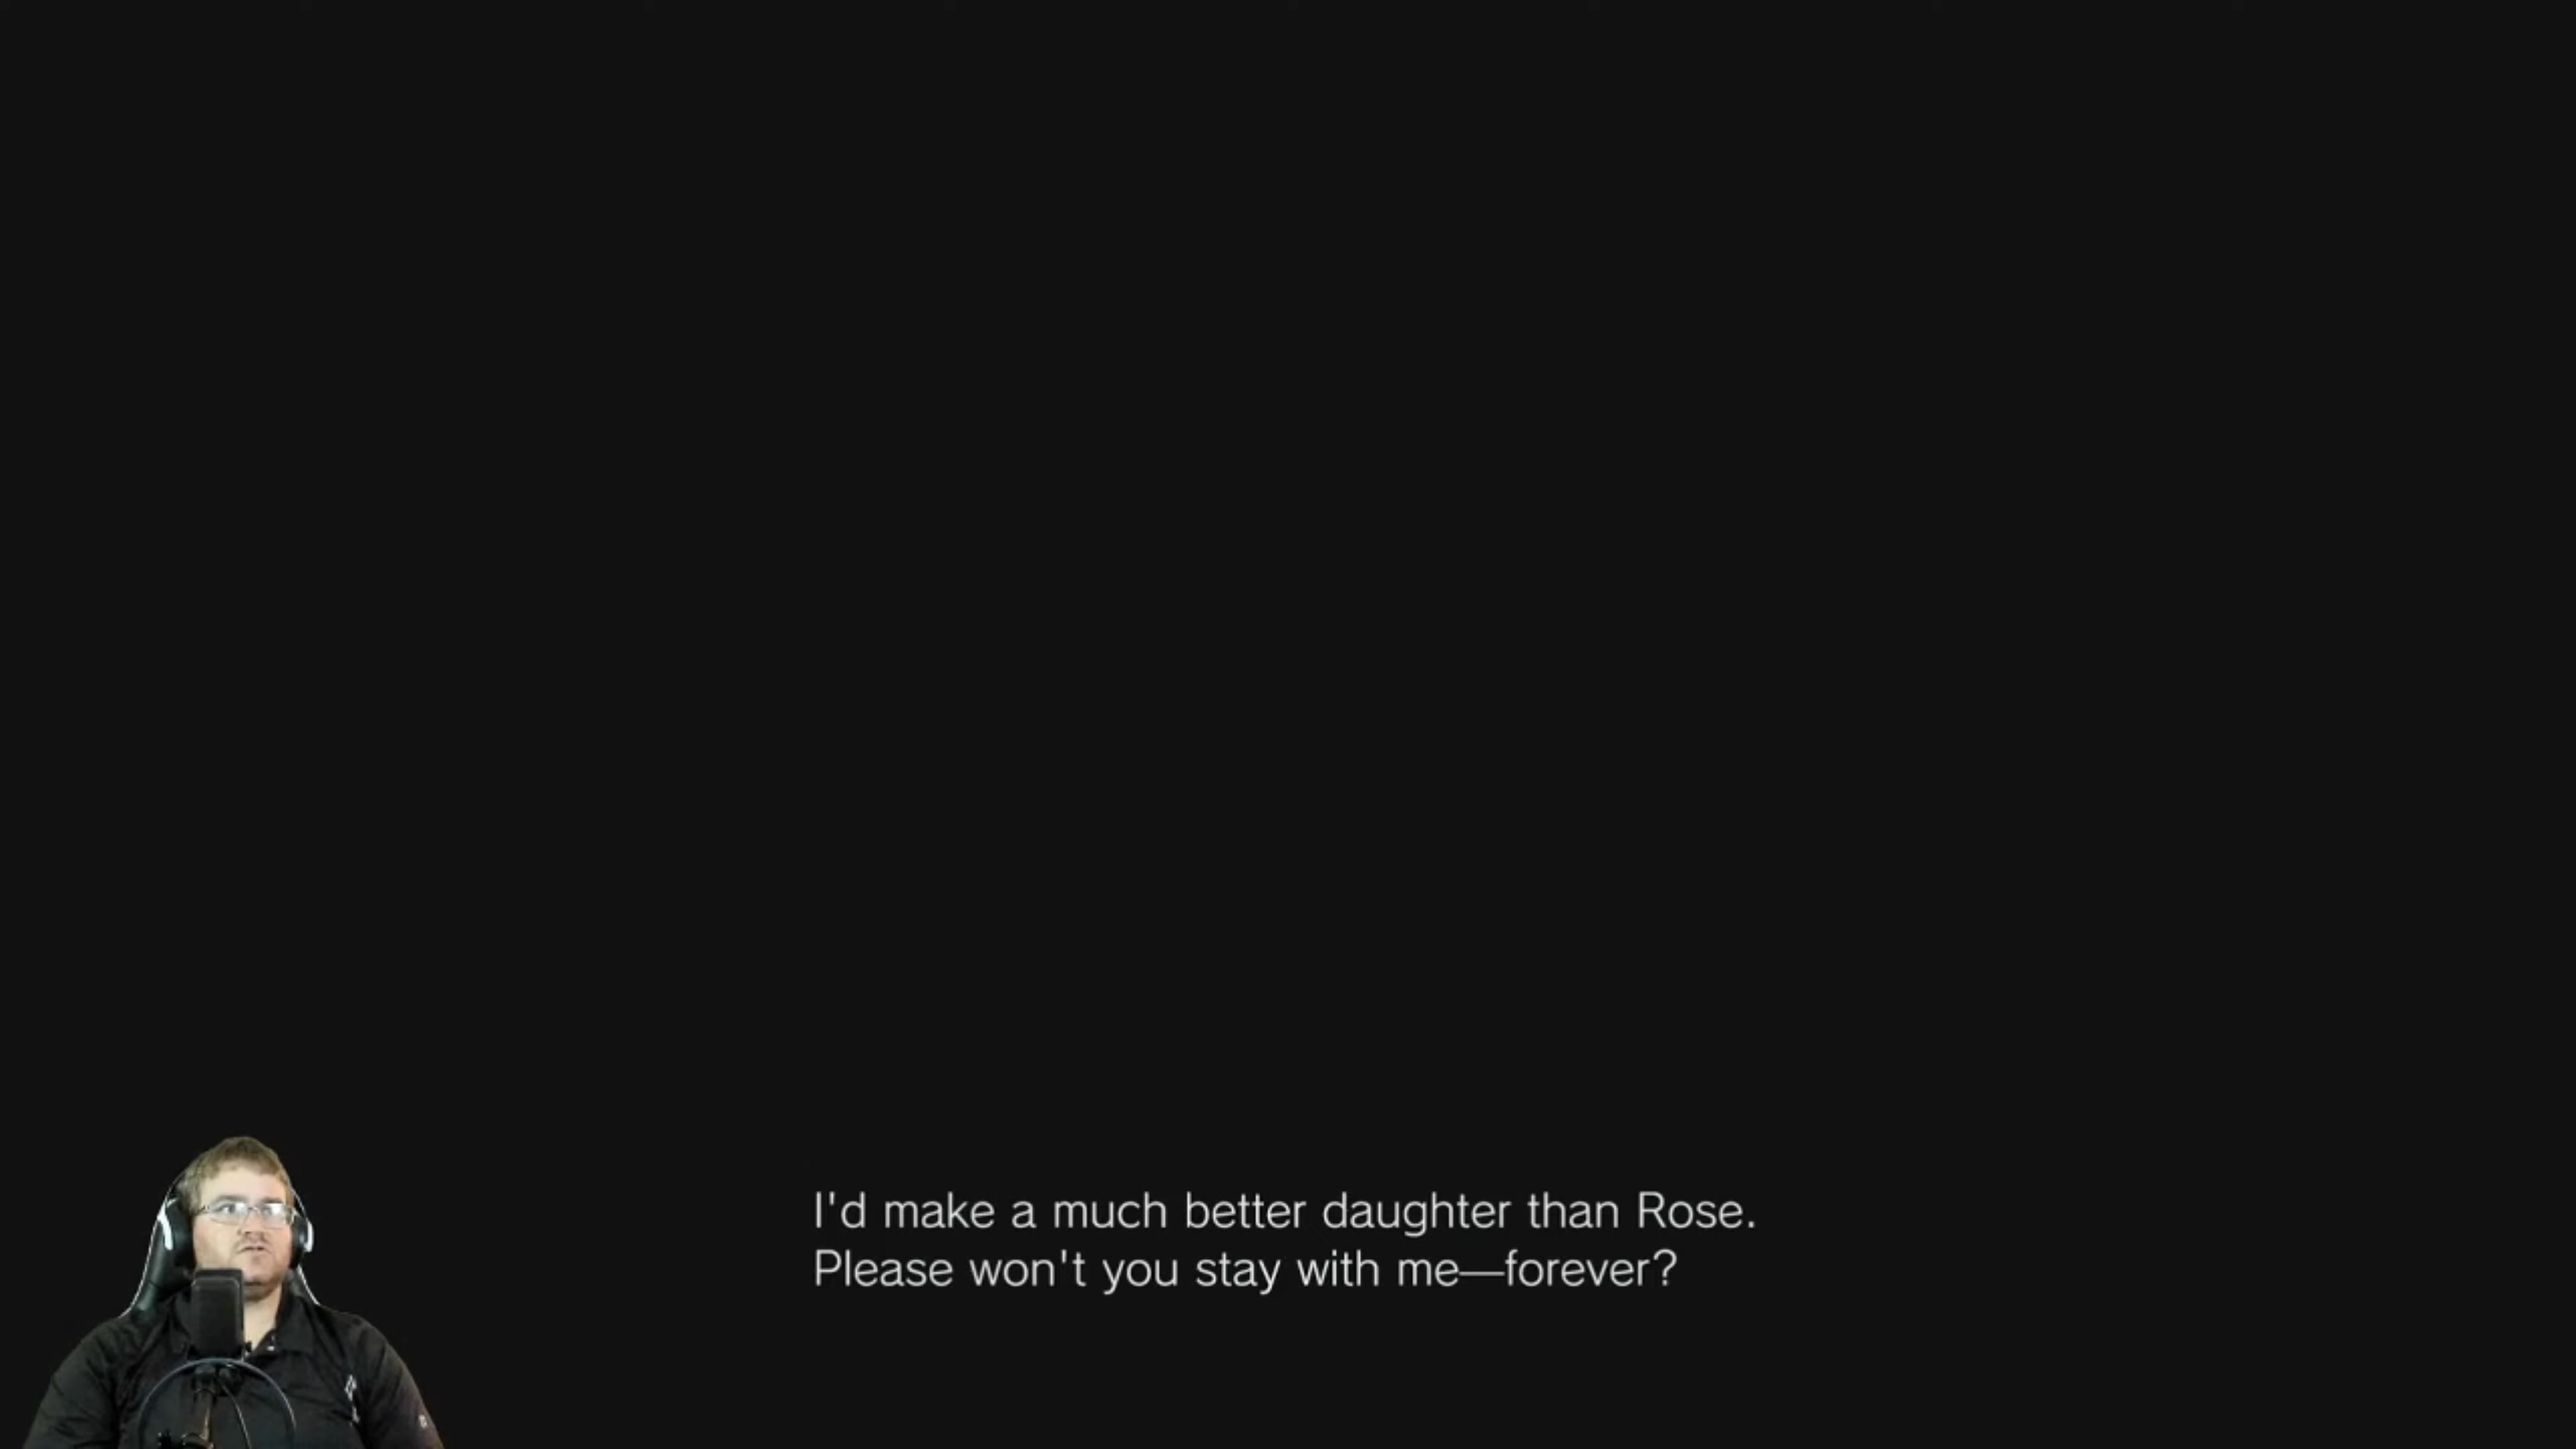 I'd make a much better daughter than Rose.
Please won't you stay with me—forever?